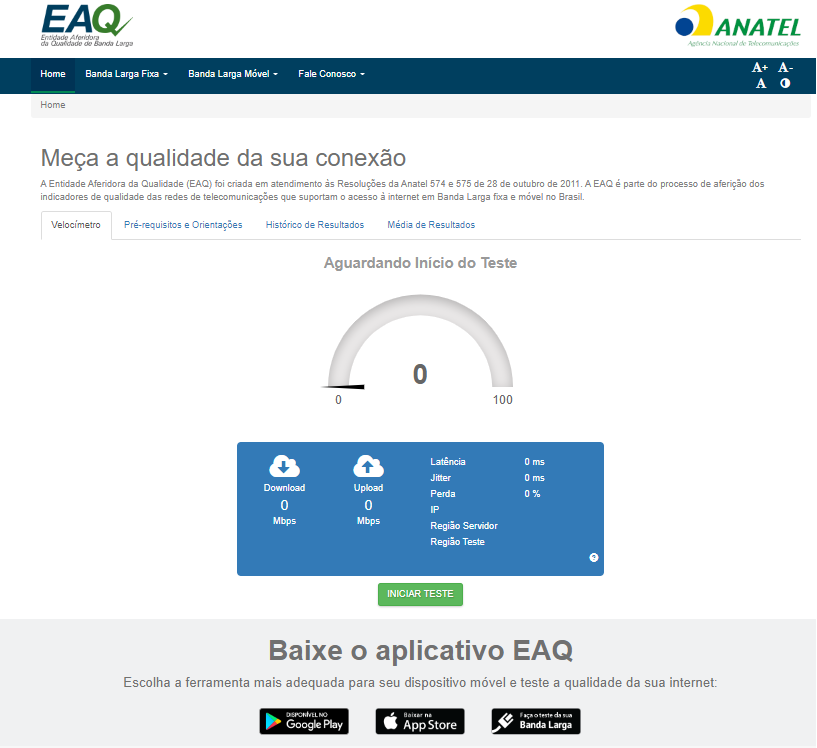 EAQ
Entidade Aferidora
da Qualidade de Banda Larga
ANATEL
Agência Nacional de Telecomunicações
Home
Banda Larga Fixa
Banda Larga Móvel
Fale Conosco
A+ A-
A
Home
Meça a qualidade da sua conexão
A Entidade Aferidora da Qualidade (EAQ) foi criada em atendimento às Resoluções da Anatel 574 e 575 de 28 de outubro de 2011. A EAQ é parte do processo de aferição dos
indicadores de qualidade das redes de telecomunicações que suportam o acesso à internet em Banda Larga fixa e móvel no Brasil.
Velocímetro
Pré-requisitos e Orientações
Histórico de Resultados
Média de Resultados
Aguardando Início do Teste
0
0
100
Download
0
Mbps
Upload
0
Mbps
Latência 0 ms
Jitter 0 ms
Perda 0 %
IP
Região Servidor
Região Teste
?
INICIAR TESTE
Baixe o aplicativo EAQ
Escolha a ferramenta mais adequada para seu dispositivo móvel e teste a qualidade da sua internet:
DISPONÍVEL NO
Google Play
Baixar na
App Store
Faça o teste da sua
Banda Larga